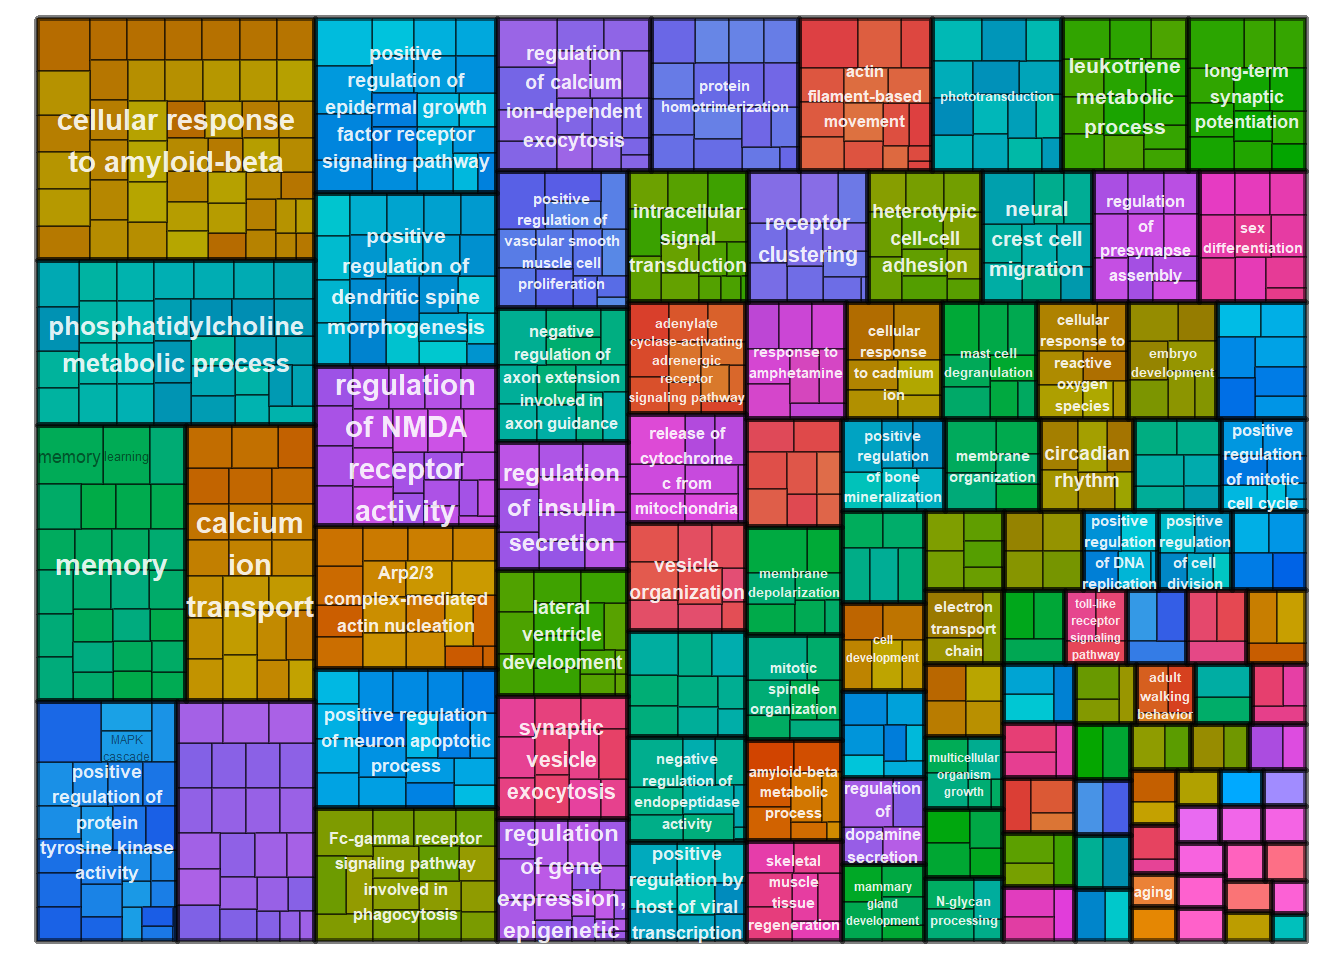 cellular response
to amyloid-beta
phosphatidylcholine
metabolic process
memory
learning
memory
calcium
ion
transport
MAPK
cascade
positive
regulation of
protein
tyrosine kinase
activity
positive
regulation of
epidermal growth
factor receptor
signaling pathway
positive
regulation of
dendritic spine
morphogenesis
regulation
of NMDA
receptor
activity
Arp2/3
complex-mediated
actin nucleation
positive regulation
of neuron apoptotic
process
Fc-gamma receptor
signaling pathway
involved in
phagocytosis
regulation
of calcium
ion-dependent
exocytosis
protein
homotrimerization
actin
filament-based
movement
phototransduction
leukotriene
metabolic
process
long-term
synaptic
potentiation
positive
regulation of
vascular smooth
muscle cell
proliferation
intracellular
signal
transduction
receptor
clustering
heterotypic
cell-cell
adhesion
neural
crest cell
migration
regulation
of
presynapse
assembly
sex
differentiation
negative
regulation of
axon extension
involved in
axon guidance
adenylate
cyclase-activating
adrenergic
receptor
signaling pathway
response to
amphetamine
cellular
response
to cadmium
ion
mast cell
degranulation
cellular
response to
reactive
oxygen
species
embryo
development
regulation
of insulin
secretion
release of
cytochrome
c from
mitochondria
positive
regulation
of bone
mineralization
membrane
organization
circadian
rhythm
positive
regulation
of mitotic
cell cycle
lateral
ventricle
development
vesicle
organization
membrane
depolarization
positive
regulation
of DNA
replication
positive
regulation
of cell
division
cell
development
electron
transport
chain
toll-like
receptor
signaling
pathway
mitotic
spindle
organization
adult
walking
behavior
synaptic
vesicle
exocytosis
negative
regulation of
endopeptidase
activity
amyloid-beta
metabolic
process
regulation
of
dopamine
secretion
multicellular
organism
growth
regulation
of gene
expression,
epigenetic
positive
regulation by
host of viral
transcription
skeletal
muscle
tissue
regeneration
mammary
gland
development
N-glycan
processing
aging